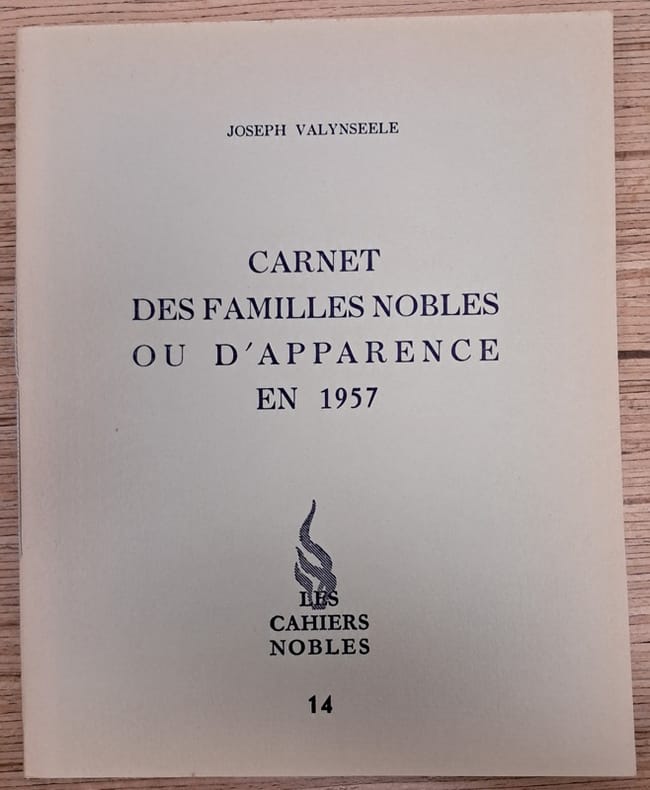 JOSEPH VALYNSEELE
CARNET
DES FAMILLES NOBLES
OU D'APPARENCE
EN 1957
LES
CAHIERS
NOBLES
14